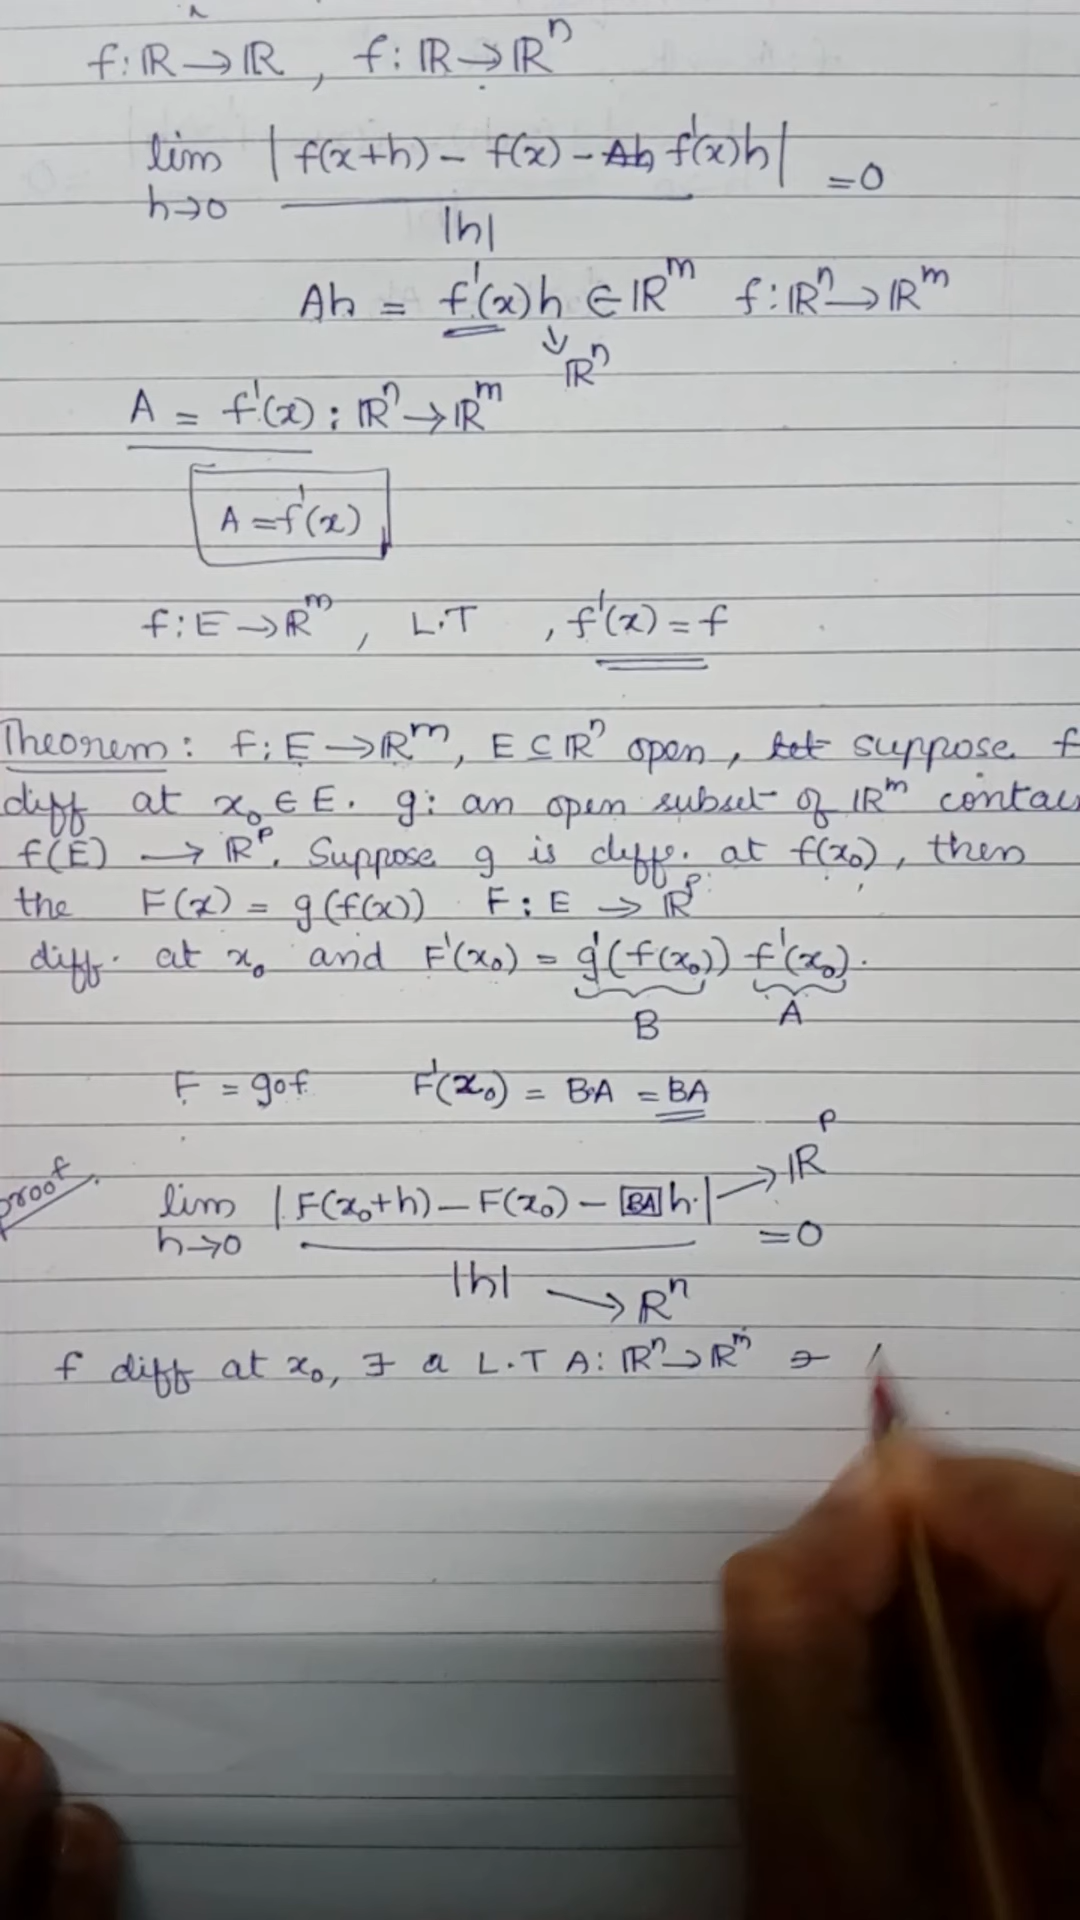 f: ℝ → ℝ , f: ℝ → ℝⁿ
lim h→0 | f(x+h) - f(x) - f'(x)h | / |h| = 0
Ah = f'(x)h ∈ ℝᵐ f: ℝⁿ → ℝᵐ
↓ ℝⁿ
A = f'(x) : ℝⁿ → ℝᵐ
A = f'(x)
f: E → ℝᵐ , L.T , f'(x) = f
Theorem: f: E → ℝᵐ, E ⊆ ℝⁿ open, suppose f
diff at x₀ ∈ E. g: an open subset of ℝᵐ contai
f(E) → ℝᵖ. Suppose g is diff. at f(x₀), then
the F(x) = g(f(x)) F: E → ℝᵖ
diff. at x₀ and F'(x₀) = g'(f(x₀)) f'(x₀).
B A
F = gof F'(x₀) = B.A = BA
proof
lim h→0 | F(x₀+h) - F(x₀) - BA h | / |h| = 0
→ ℝᵖ
→ ℝⁿ
f diff at x₀, ∃ a L.T A: ℝⁿ → ℝᵐ ∋